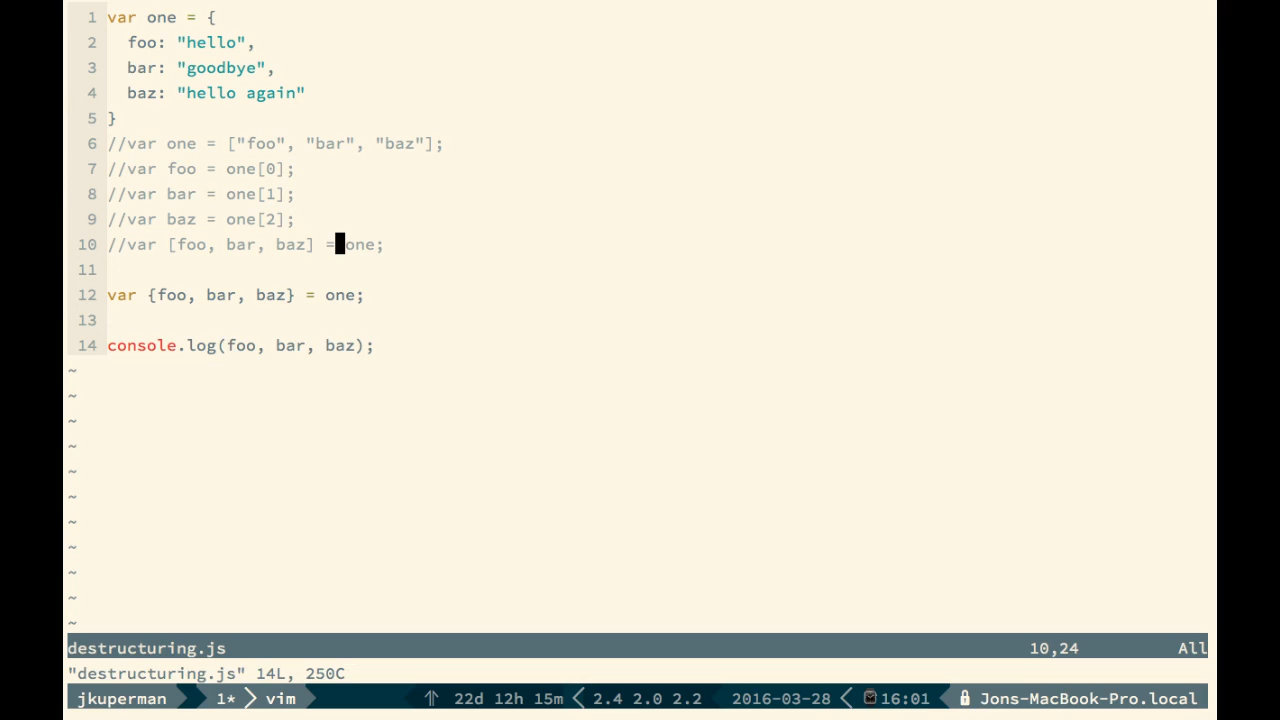 1 var one = {
2   foo: "hello",
3   bar: "goodbye",
4   baz: "hello again"
5 }
6 //var one = ["foo", "bar", "baz"];
7 //var foo = one[0];
8 //var bar = one[1];
9 //var baz = one[2];
10 //var [foo, bar, baz] = one;
11
12 var {foo, bar, baz} = one;
13
14 console.log(foo, bar, baz);
~
~
~
~
~
~
~
~
~
~
~
destructuring.js 10,24 All
"destructuring.js" 14L, 250C
jkuperman 1* vim ⇑ 22d 12h 15m 2.4 2.0 2.2 2016-03-28 16:01 Jons-MacBook-Pro.local